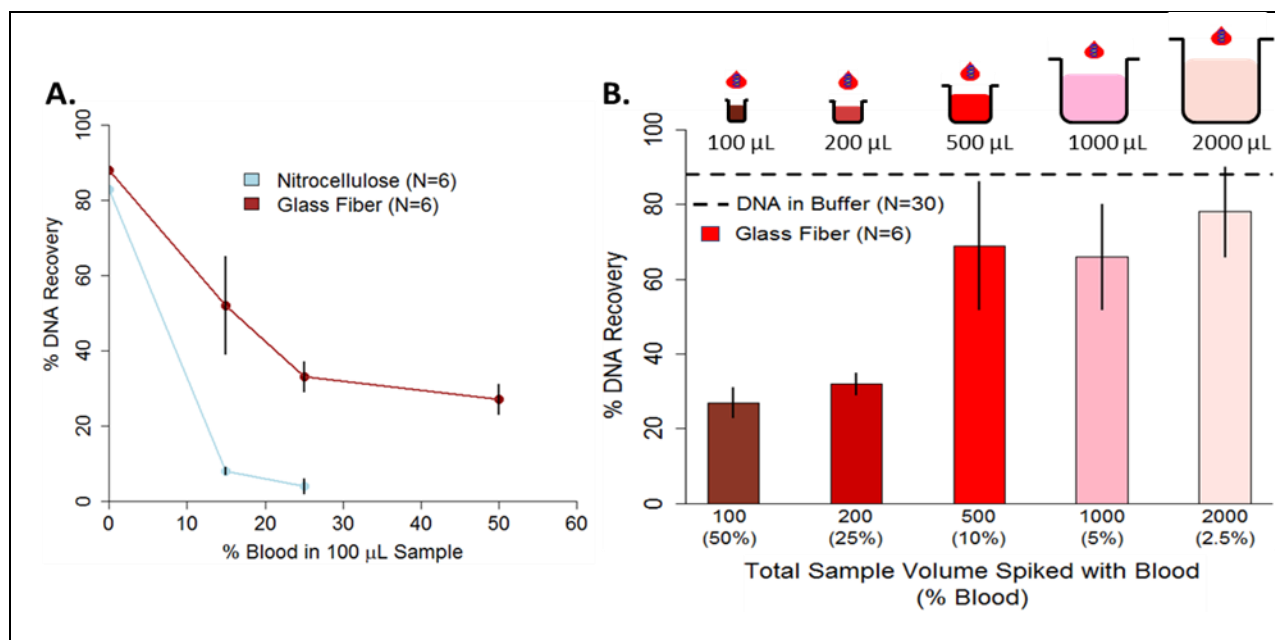 A.
100
80
60
40
20
0
% DNA Recovery
Nitrocellulose (N=6)
Glass Fiber (N=6)
0 10 20 30 40 50 60
% Blood in 100 µL Sample
B.
100 µL 200 µL 500 µL 1000 µL 2000 µL
100
80
60
40
20
0
% DNA Recovery
DNA in Buffer (N=30)
Glass Fiber (N=6)
100 200 500 1000 2000
(50%) (25%) (10%) (5%) (2.5%)
Total Sample Volume Spiked with Blood
(% Blood)